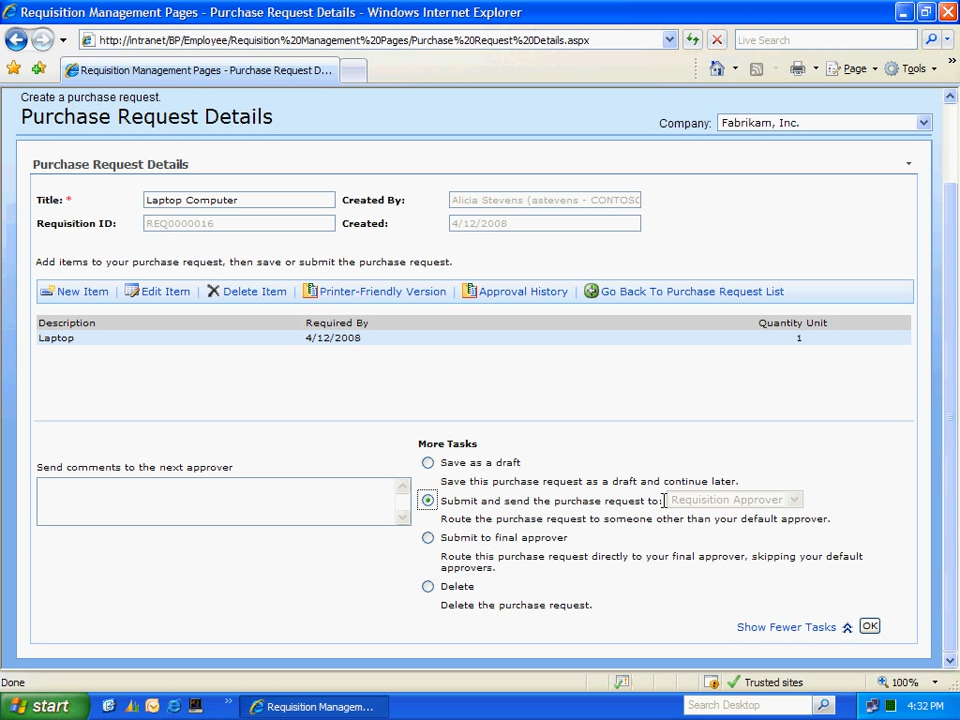 Requisition Management Pages - Purchase Request Details - Windows Internet Explorer
http://intranet/BP/Employee/Requisition%20Management%20Pages/Purchase%20Request%20Details.aspx
Live Search
Requisition Management Pages - Purchase Request D...
Page
Tools
Create a purchase request.
Purchase Request Details
Company: Fabrikam, Inc.
Purchase Request Details
Title: * Laptop Computer Created By: Alicia Stevens (astevens - CONTOSO
Requisition ID: REQ0000016 Created: 4/12/2008
Add items to your purchase request, then save or submit the purchase request.
New Item | Edit Item | Delete Item | Printer-Friendly Version | Approval History | Go Back To Purchase Request List
Description Required By Quantity Unit
Laptop 4/12/2008 1
More Tasks
Send comments to the next approver
Save as a draft
Save this purchase request as a draft and continue later.
Submit and send the purchase request to: Requisition Approver
Route the purchase request to someone other than your default approver.
Submit to final approver
Route this purchase request directly to your final approver, skipping your default
approvers.
Delete
Delete the purchase request.
Show Fewer Tasks OK
Done Trusted sites 100%
start Requisition Managem... Search Desktop 4:32 PM